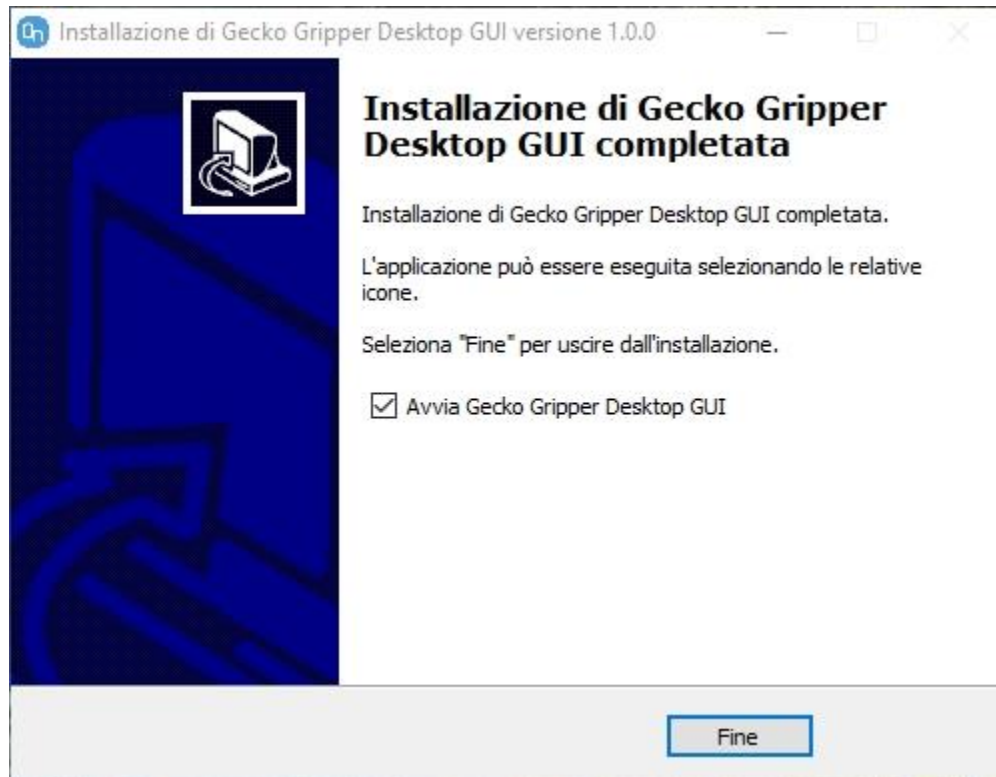 On Installazione di Gecko Gripper Desktop GUI versione 1.0.0
Installazione di Gecko Gripper
Desktop GUI completata
Installazione di Gecko Gripper Desktop GUI completata.
L'applicazione può essere eseguita selezionando le relative
icone.
Seleziona "Fine" per uscire dall'installazione.
Avvia Gecko Gripper Desktop GUI
Fine